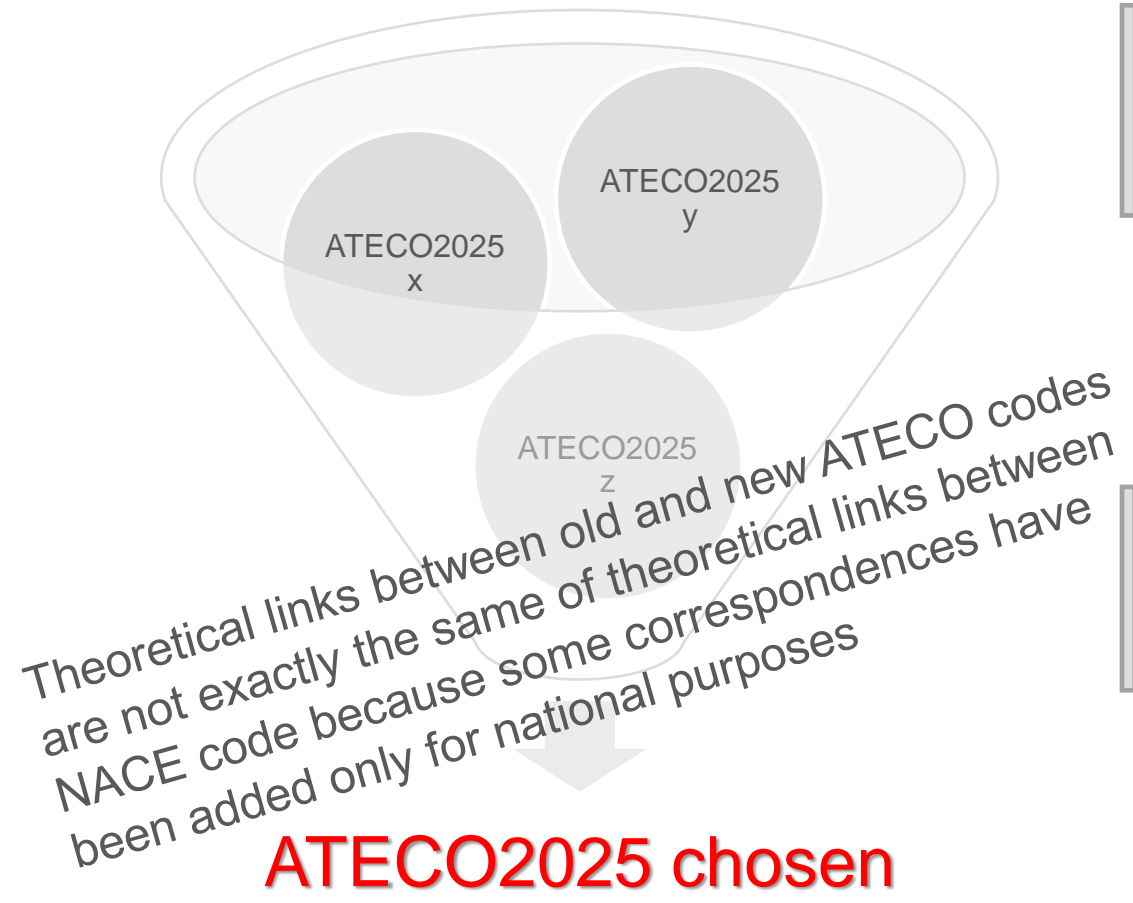 ATECO2025
y
ATECO2025
x
ATECO2025
z
Theoretical links between old and new ATECO codes
are not exactly the same of theoretical links between
NACE code because some correspondences have
been added only for national purposes
ATECO2025 chosen